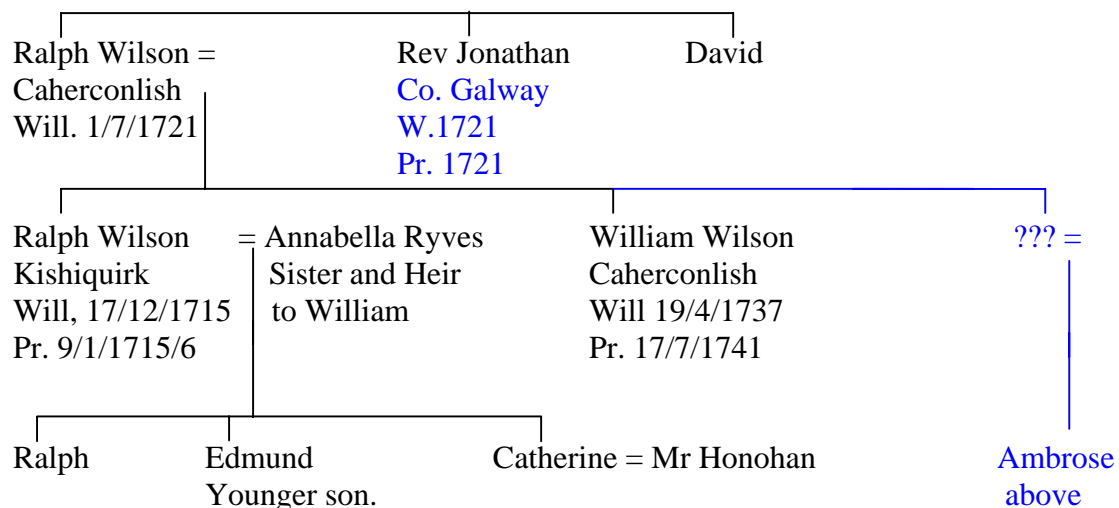 Ralph Wilson = Rev Jonathan David
Caherconlish Co. Galway
Will. 1/7/1721 W.1721
Pr. 1721
Ralph Wilson = Annabella Ryves William Wilson ??? =
Kishiquirk Sister and Heir Caherconlish
Will, 17/12/1715 to William Will 19/4/1737
Pr. 9/1/1715/6 Pr. 17/7/1741
Ralph Edmund Catherine = Mr Honohan Ambrose
Younger son. above